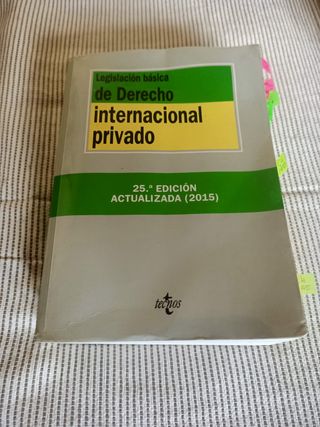 Legislación básica
de Derecho
internacional
privado
25.ª EDICIÓN
ACTUALIZADA (2015)
tecnos